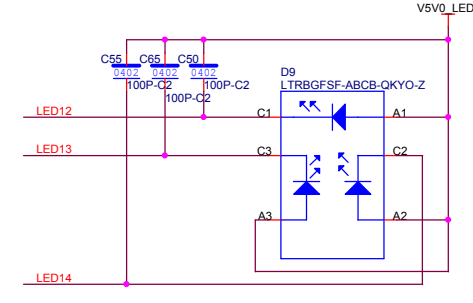 V5V0_LED
C55 C65 C50
0402 0402 0402
100P-C2 100P-C2
100P-C2
D9
LTRBGFSF-ABCB-QKYO-Z
LED12 C1 A1
LED13 C3 C2
A3 A2
LED14